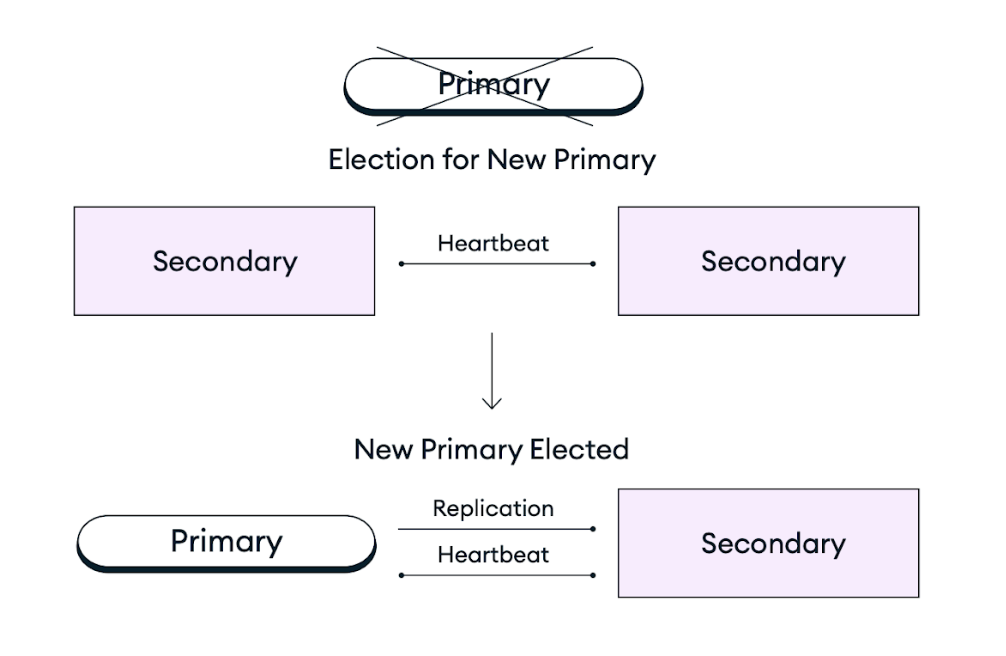 Primary
Election for New Primary
Secondary
Heartbeat
Secondary
New Primary Elected
Primary
Replication
Heartbeat
Secondary